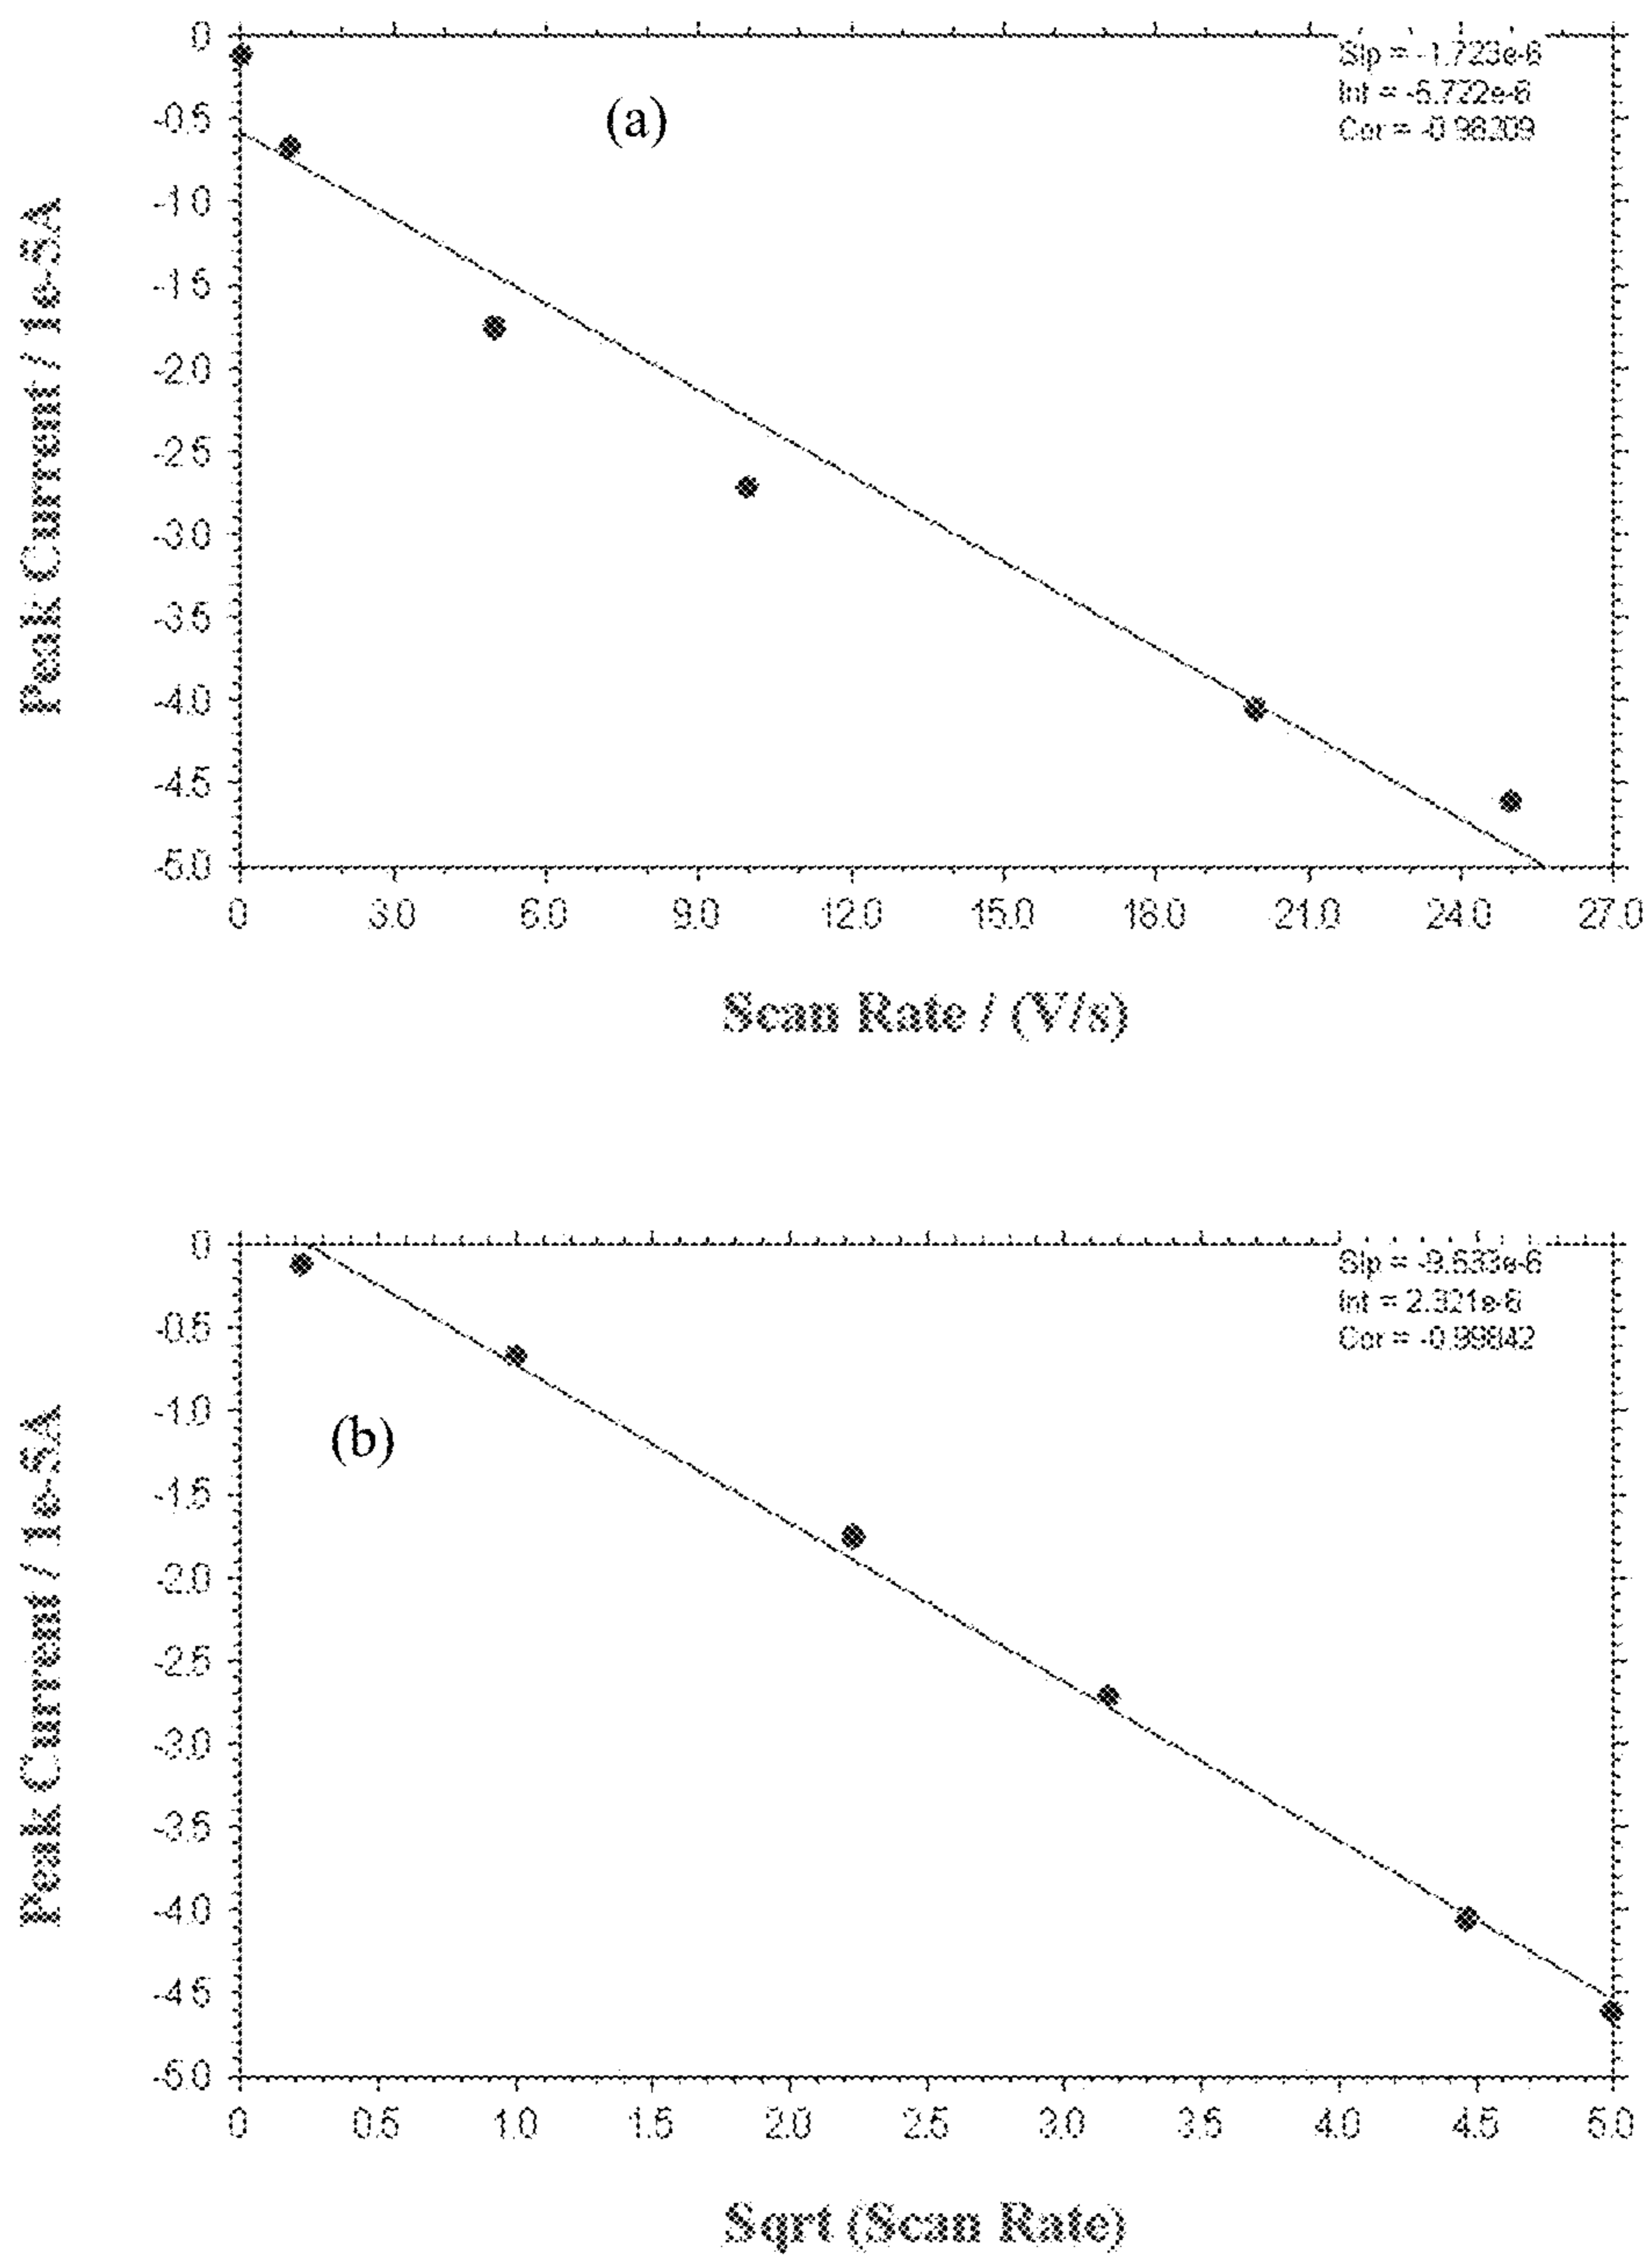 0
-0.5
-1.0
-1.5
-2.0
-2.5
-3.0
-3.5
-4.0
-4.5
-5.0
Peak Current / 1e-5A
(a)
Slp = -1.723e-6
Int = -5.722e-6
Cor = -0.98209
0 3.0 6.0 9.0 12.0 15.0 18.0 21.0 24.0 27.0
Scan Rate / (V/s)
0
-0.5
-1.0
-1.5
-2.0
-2.5
-3.0
-3.5
-4.0
-4.5
-5.0
Peak Current / 1e-5A
(b)
Slp = -9.533e-6
Int = 2.321e-6
Cor = -0.99842
0 0.5 1.0 1.5 2.0 2.5 3.0 3.5 4.0 4.5 5.0
Sqrt (Scan Rate)